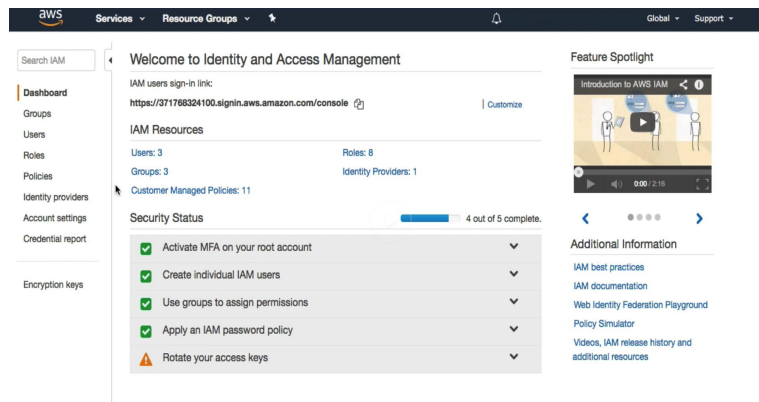 aws
Services
Resource Groups
Global
Support
Search IAM
Dashboard
Groups
Users
Roles
Policies
Identity providers
Account settings
Credential report
Encryption keys
Welcome to Identity and Access Management
IAM users sign-in link:
https://371768324100.signin.aws.amazon.com/console
Customize
IAM Resources
Users: 3
Roles: 8
Groups: 3
Identity Providers: 1
Customer Managed Policies: 11
Security Status
4 out of 5 complete.
Activate MFA on your root account
Create individual IAM users
Use groups to assign permissions
Apply an IAM password policy
Rotate your access keys
Feature Spotlight
Introduction to AWS IAM
0:00 / 2:16
Additional Information
IAM best practices
IAM documentation
Web Identity Federation Playground
Policy Simulator
Videos, IAM release history and
additional resources